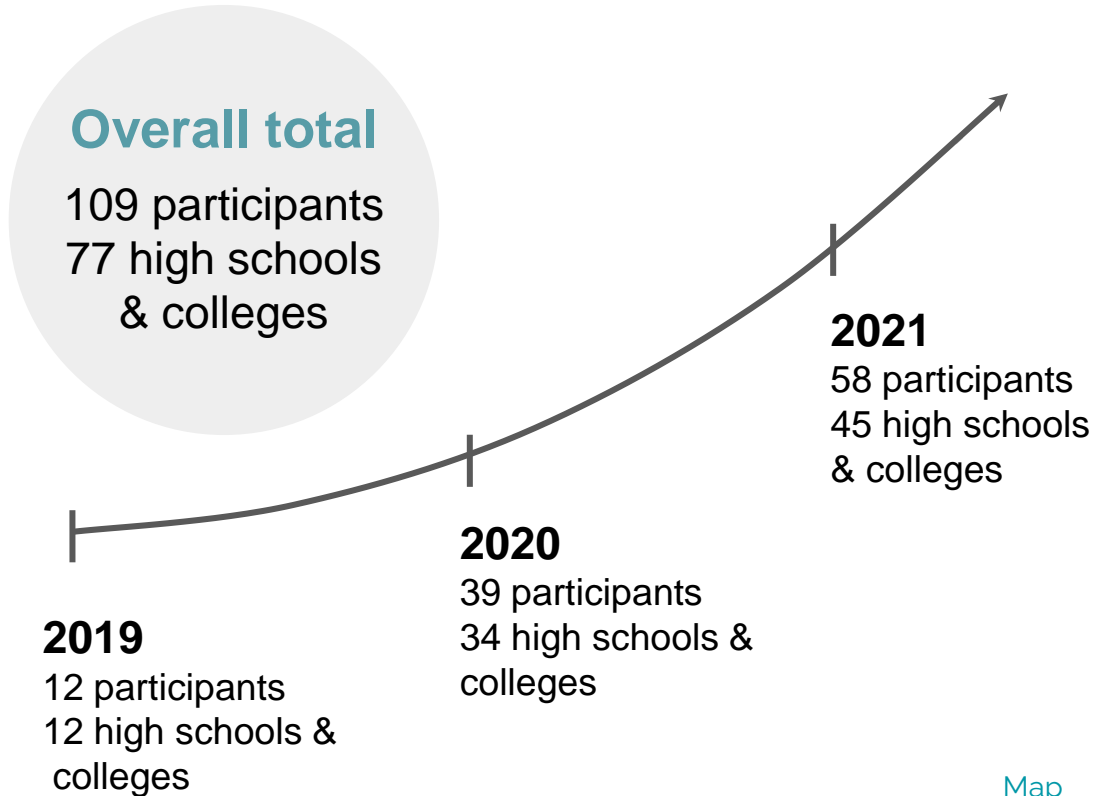 Overall total
109 participants
77 high schools
& colleges
2021
58 participants
45 high schools
& colleges
2020
39 participants
34 high schools &
colleges
2019
12 participants
12 high schools &
colleges
Map